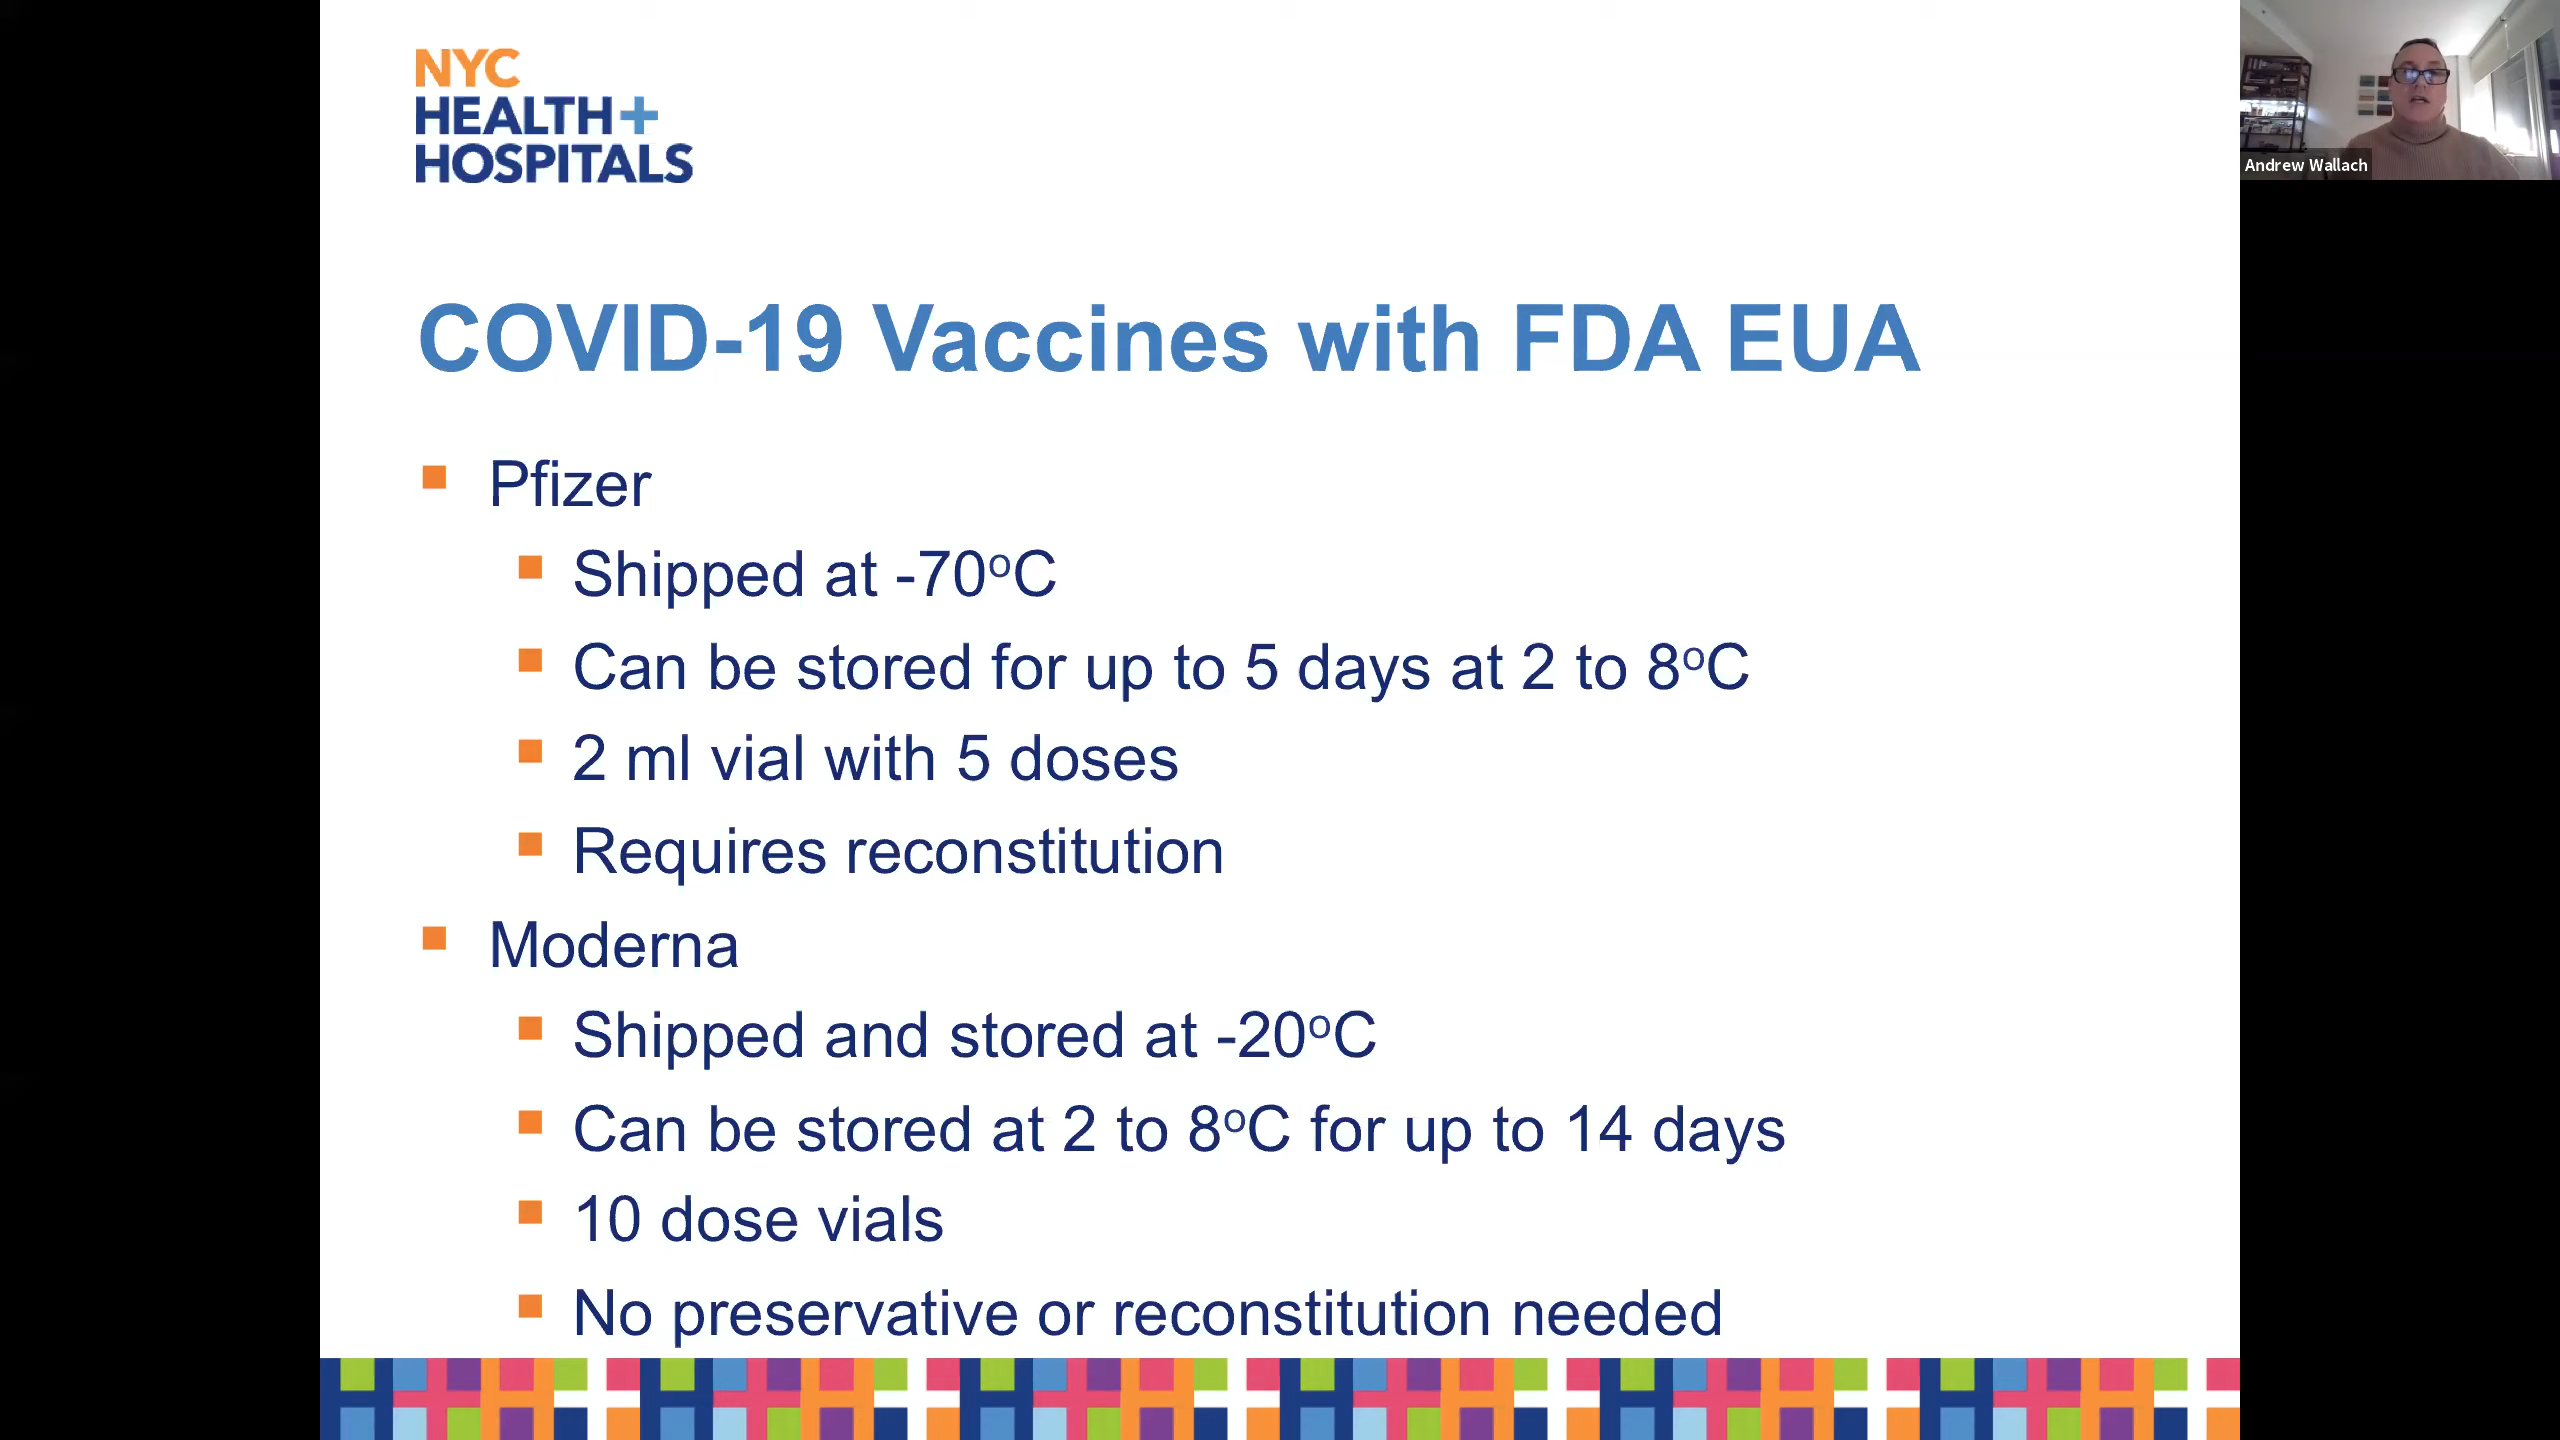 NYC
HEALTH+
HOSPITALS
Andrew Wallach
COVID-19 Vaccines with FDA EUA
Pfizer
Shipped at -70ºC
Can be stored for up to 5 days at 2 to 8ºC
2 ml vial with 5 doses
Requires reconstitution
Moderna
Shipped and stored at -20ºC
Can be stored at 2 to 8ºC for up to 14 days
10 dose vials
No preservative or reconstitution needed